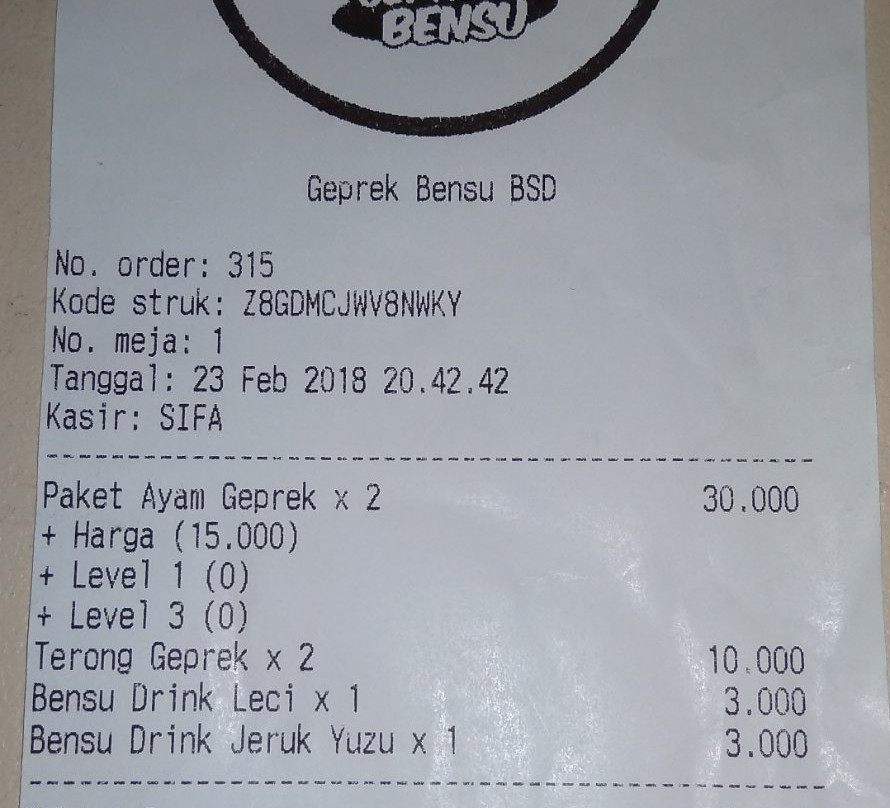 BENSU
Geprek Bensu BSD
No. order: 315
Kode struk: Z8GDMCJWV8NWKY
No. meja: 1
Tanggal: 23 Feb 2018 20.42.42
Kasir: SIFA
Paket Ayam Geprek x 2 30.000
+ Harga (15.000)
+ Level 1 (0)
+ Level 3 (0)
Terong Geprek x 2 10.000
Bensu Drink Leci x 1 3.000
Bensu Drink Jeruk Yuzu x 1 3.000